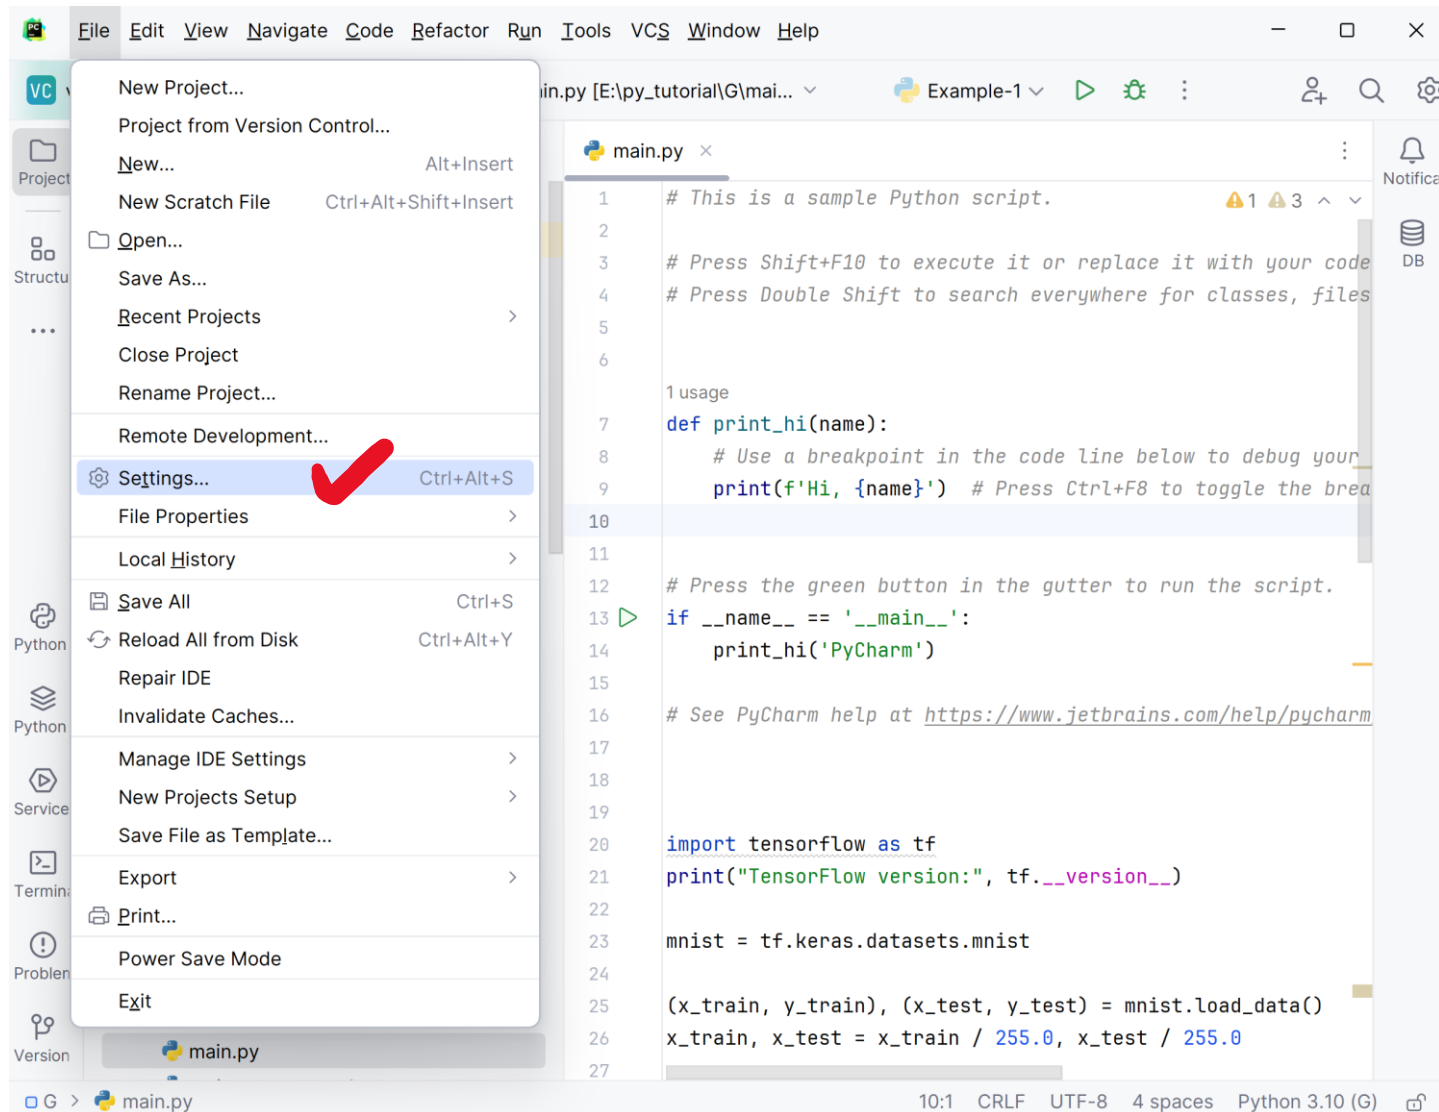 PC File Edit View Navigate Code Refactor Run Tools VCS Window Help
VC in.py [E:\py_tutorial\G\mai... Example-1
Project
Structu
Python
Python
Service
Termin
Problem
Version
New Project...
Project from Version Control...
New... Alt+Insert
New Scratch File Ctrl+Alt+Shift+Insert
Open...
Save As...
Recent Projects
Close Project
Rename Project...
Remote Development...
Settings... Ctrl+Alt+S
File Properties
Local History
Save All Ctrl+S
Reload All from Disk Ctrl+Alt+Y
Repair IDE
Invalidate Caches...
Manage IDE Settings
New Projects Setup
Save File as Template...
Export
Print...
Power Save Mode
Exit
main.py
main.py
1 # This is a sample Python script. 1 3
2
3 # Press Shift+F10 to execute it or replace it with your code
4 # Press Double Shift to search everywhere for classes, files
5
6
1 usage
7 def print_hi(name):
8 # Use a breakpoint in the code line below to debug your
9 print(f'Hi, {name}') # Press Ctrl+F8 to toggle the brea
10
11
12 # Press the green button in the gutter to run the script.
13 if __name__ == '__main__':
14 print_hi('PyCharm')
15
16 # See PyCharm help at https://www.jetbrains.com/help/pycharm
17
18
19
20 import tensorflow as tf
21 print("TensorFlow version:", tf.__version__)
22
23 mnist = tf.keras.datasets.mnist
24
25 (x_train, y_train), (x_test, y_test) = mnist.load_data()
26 x_train, x_test = x_train / 255.0, x_test / 255.0
27
Notifica
DB
G > main.py 10:1 CRLF UTF-8 4 spaces Python 3.10 (G)